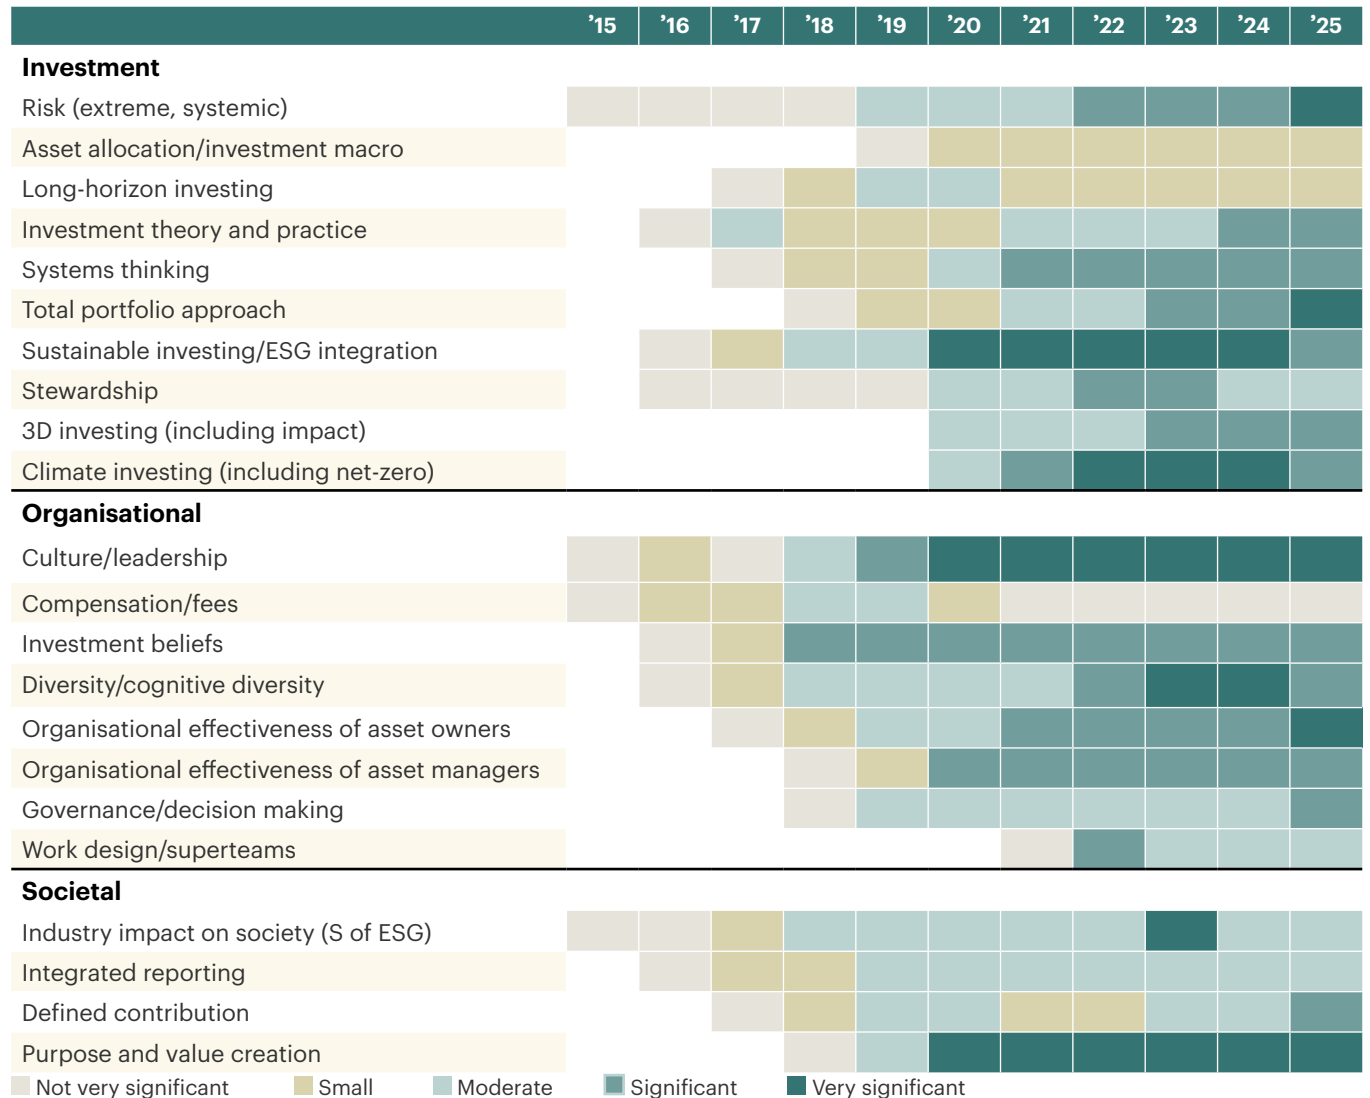 ’15 ’16 ’17 ’18 ’19 ’20 ’21 ’22 ’23 ’24 ’25
Investment
Risk (extreme, systemic)
Asset allocation/investment macro
Long-horizon investing
Investment theory and practice
Systems thinking
Total portfolio approach
Sustainable investing/ESG integration
Stewardship
3D investing (including impact)
Climate investing (including net-zero)
Organisational
Culture/leadership
Compensation/fees
Investment beliefs
Diversity/cognitive diversity
Organisational effectiveness of asset owners
Organisational effectiveness of asset managers
Governance/decision making
Work design/superteams
Societal
Industry impact on society (S of ESG)
Integrated reporting
Defined contribution
Purpose and value creation
Not very significant Small Moderate Significant Very significant